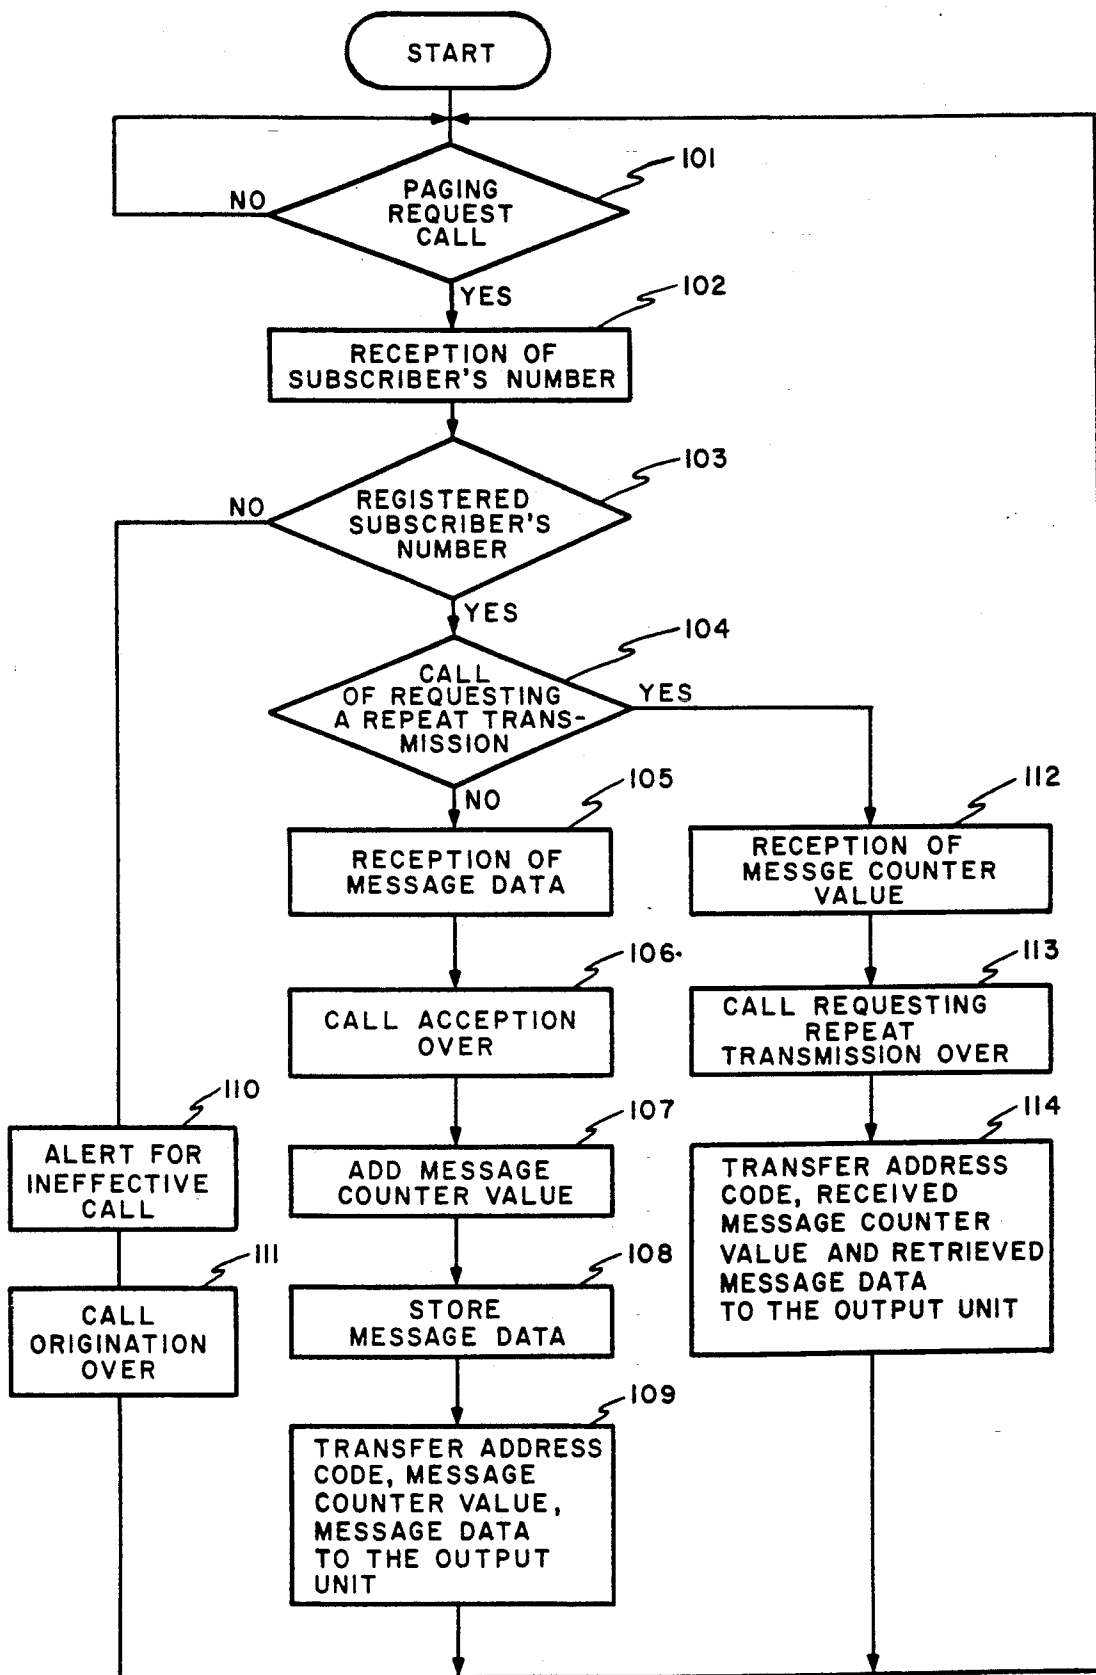 START
101
PAGING
REQUEST
CALL
NO
YES
102
RECEPTION OF
SUBSCRIBER'S NUMBER
103
REGISTERED
SUBSCRIBER'S
NUMBER
NO
YES
104
CALL
OF REQUESTING
A REPEAT TRANS-
MISSION
YES
NO
105
RECEPTION OF
MESSAGE DATA
112
RECEPTION OF
MESSGE COUNTER
VALUE
106.
CALL ACCEPTION
OVER
113
CALL REQUESTING
REPEAT
TRANSMISSION OVER
110
ALERT FOR
INEFFECTIVE
CALL
107
ADD MESSAGE
COUNTER VALUE
114
TRANSFER ADDRESS
CODE, RECEIVED
MESSAGE COUNTER
VALUE AND RETRIEVED
MESSAGE DATA
TO THE OUTPUT UNIT
111
CALL
ORIGINATION
OVER
108
STORE
MESSAGE DATA
109
TRANSFER ADDRESS
CODE, MESSAGE
COUNTER VALUE,
MESSAGE DATA
TO THE OUTPUT
UNIT